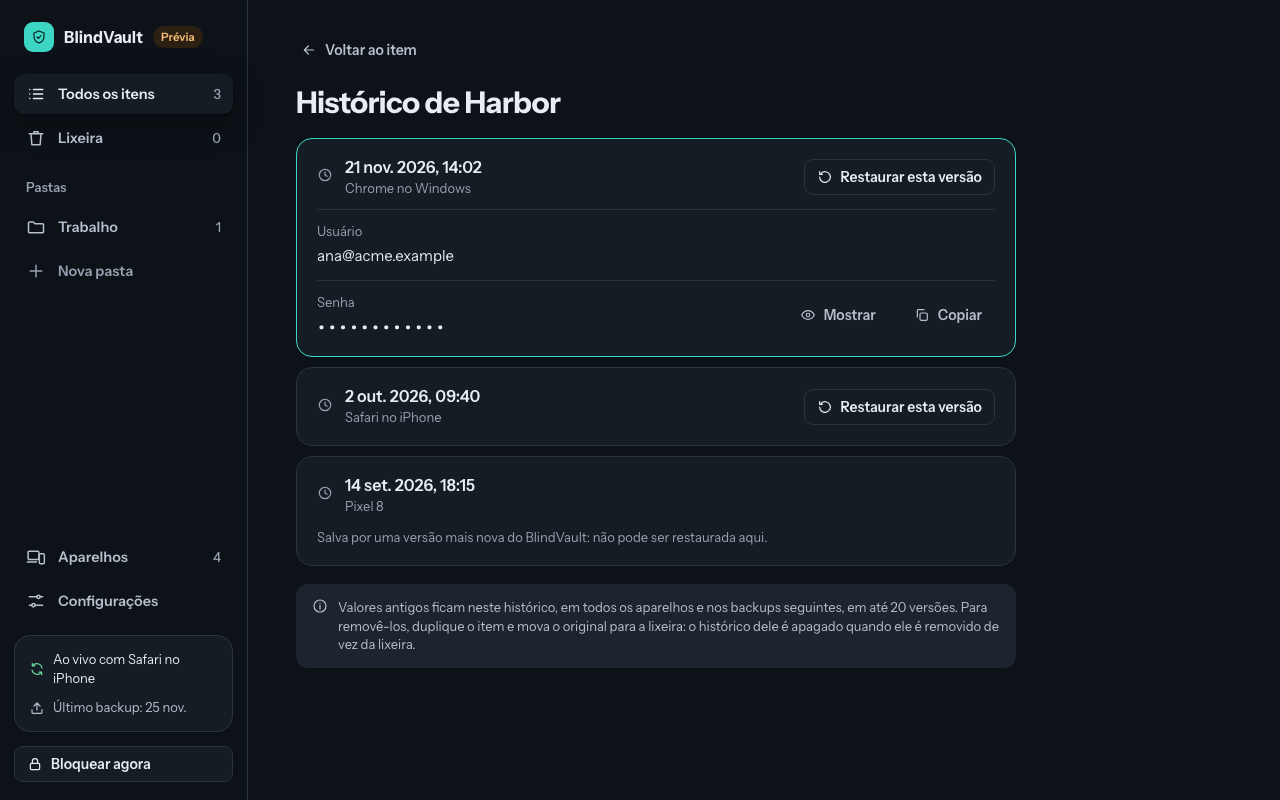 BlindVault Prévia
Todos os itens 3
Lixeira 0
Pastas
Trabalho 1
Nova pasta
Aparelhos 4
Configurações
Ao vivo com Safari no
iPhone
Último backup: 25 nov.
Bloquear agora
Voltar ao item
Histórico de Harbor
21 nov. 2026, 14:02
Chrome no Windows
Restaurar esta versão
Usuário
ana@acme.example
Senha
••••••••••••
Mostrar
Copiar
2 out. 2026, 09:40
Safari no iPhone
Restaurar esta versão
14 set. 2026, 18:15
Pixel 8
Salva por uma versão mais nova do BlindVault: não pode ser restaurada aqui.
Valores antigos ficam neste histórico, em todos os aparelhos e nos backups seguintes, em até 20 versões. Para
removê-los, duplique o item e mova o original para a lixeira: o histórico dele é apagado quando ele é removido de
vez da lixeira.